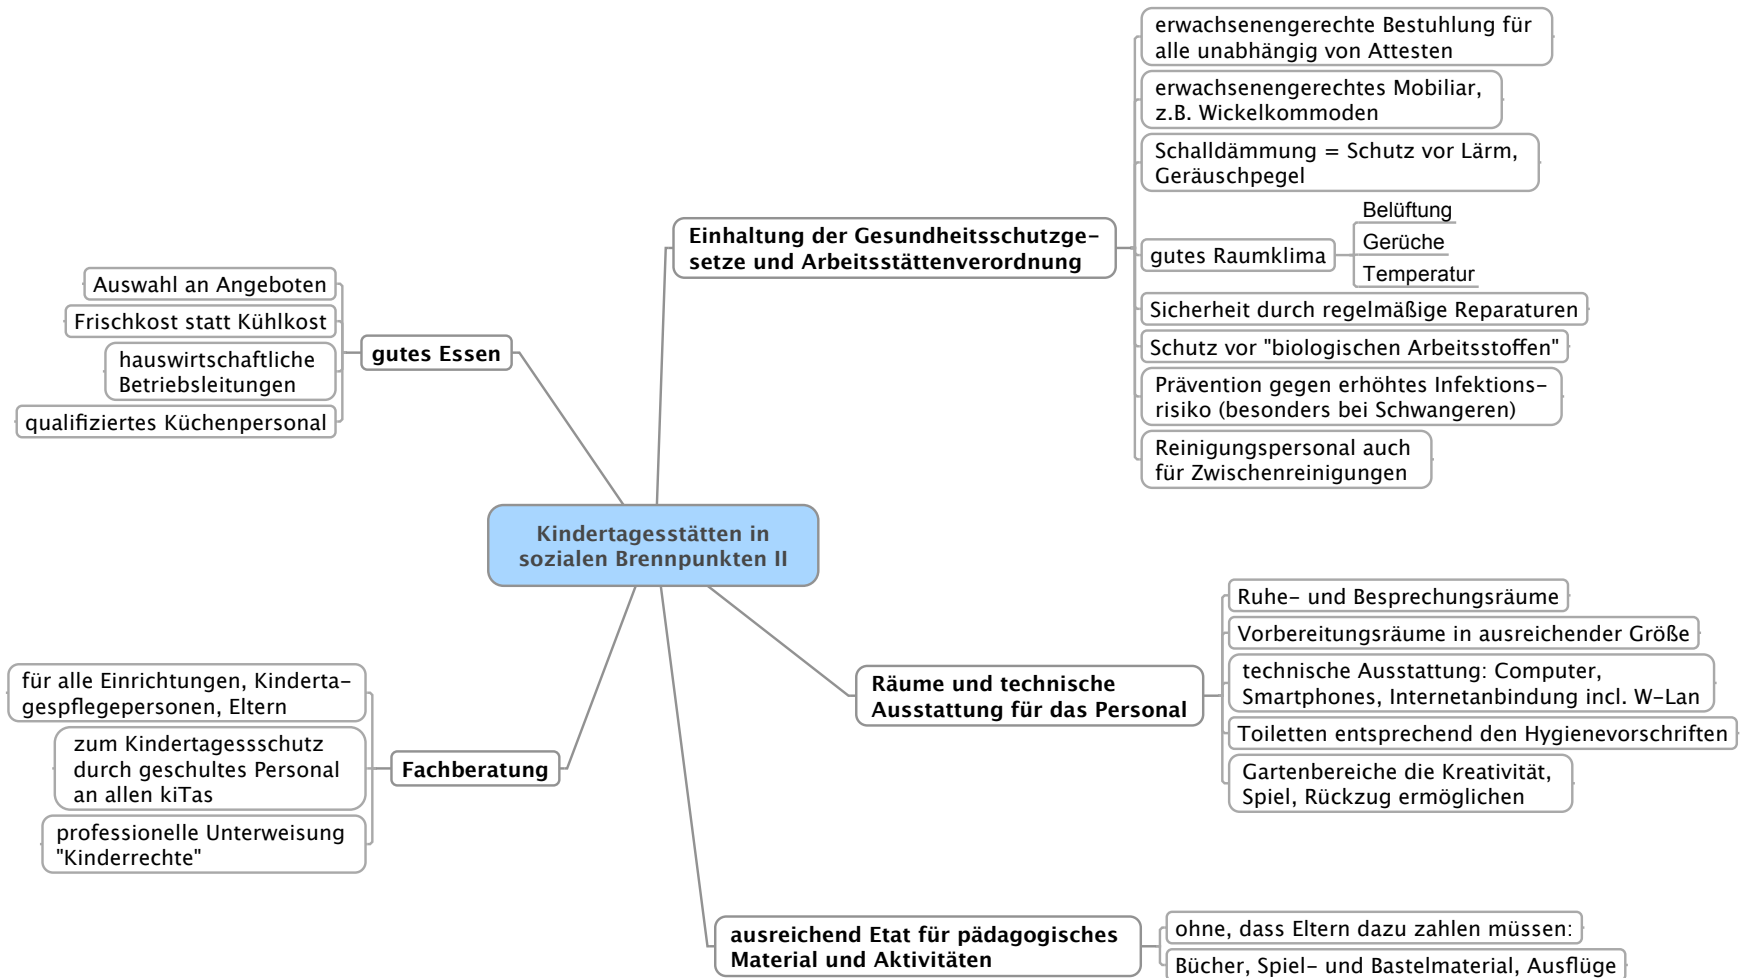 Kindertagesstätten in
sozialen Brennpunkten II
Einhaltung der Gesundheitsschutzge-
setze und Arbeitsstättenverordnung
erwachsenengerechte Bestuhlung für
alle unabhängig von Attesten
erwachsenengerechtes Mobiliar,
z.B. Wickelkommoden
Schalldämmung = Schutz vor Lärm,
Geräuschpegel
gutes Raumklima
Belüftung
Gerüche
Temperatur
Sicherheit durch regelmäßige Reparaturen
Schutz vor "biologischen Arbeitsstoffen"
Prävention gegen erhöhtes Infektions-
risiko (besonders bei Schwangeren)
Reinigungspersonal auch
für Zwischenreinigungen
Räume und technische
Ausstattung für das Personal
Ruhe- und Besprechungsräume
Vorbereitungsräume in ausreichender Größe
technische Ausstattung: Computer,
Smartphones, Internetanbindung incl. W-Lan
Toiletten entsprechend den Hygienevorschriften
Gartenbereiche die Kreativität,
Spiel, Rückzug ermöglichen
ausreichend Etat für pädagogisches
Material und Aktivitäten
ohne, dass Eltern dazu zahlen müssen:
Bücher, Spiel- und Bastelmaterial, Ausflüge
Fachberatung
für alle Einrichtungen, Kinderta-
gespflegepersonen, Eltern
zum Kindertagessschutz
durch geschultes Personal
an allen kiTas
professionelle Unterweisung
"Kinderrechte"
gutes Essen
Auswahl an Angeboten
Frischkost statt Kühlkost
hauswirtschaftliche
Betriebsleitungen
qualifiziertes Küchenpersonal